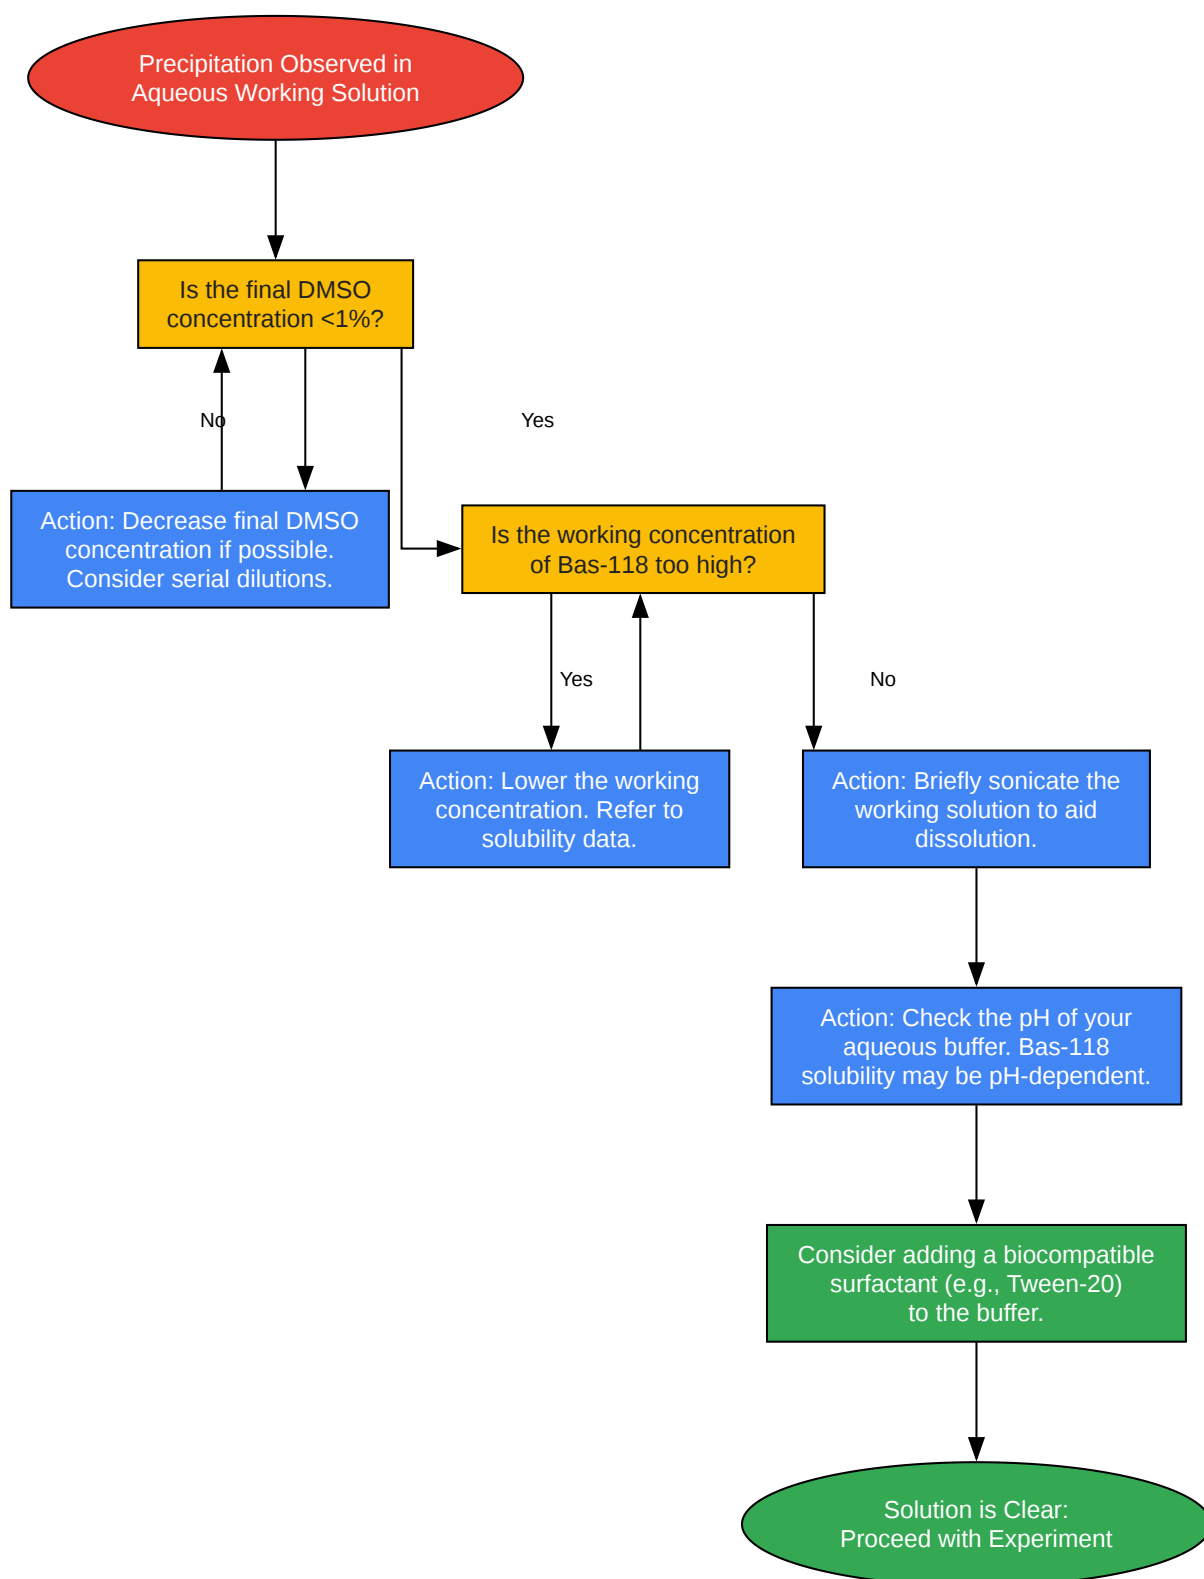 Precipitation Observed in
Aqueous Working Solution
Is the final DMSO
concentration <1%?
No
Yes
Action: Decrease final DMSO
concentration if possible.
Consider serial dilutions.
Is the working concentration
of Bas-118 too high?
Yes
No
Action: Lower the working
concentration. Refer to
solubility data.
Action: Briefly sonicate the
working solution to aid
dissolution.
Action: Check the pH of your
aqueous buffer. Bas-118
solubility may be pH-dependent.
Consider adding a biocompatible
surfactant (e.g., Tween-20)
to the buffer.
Solution is Clear:
Proceed with Experiment